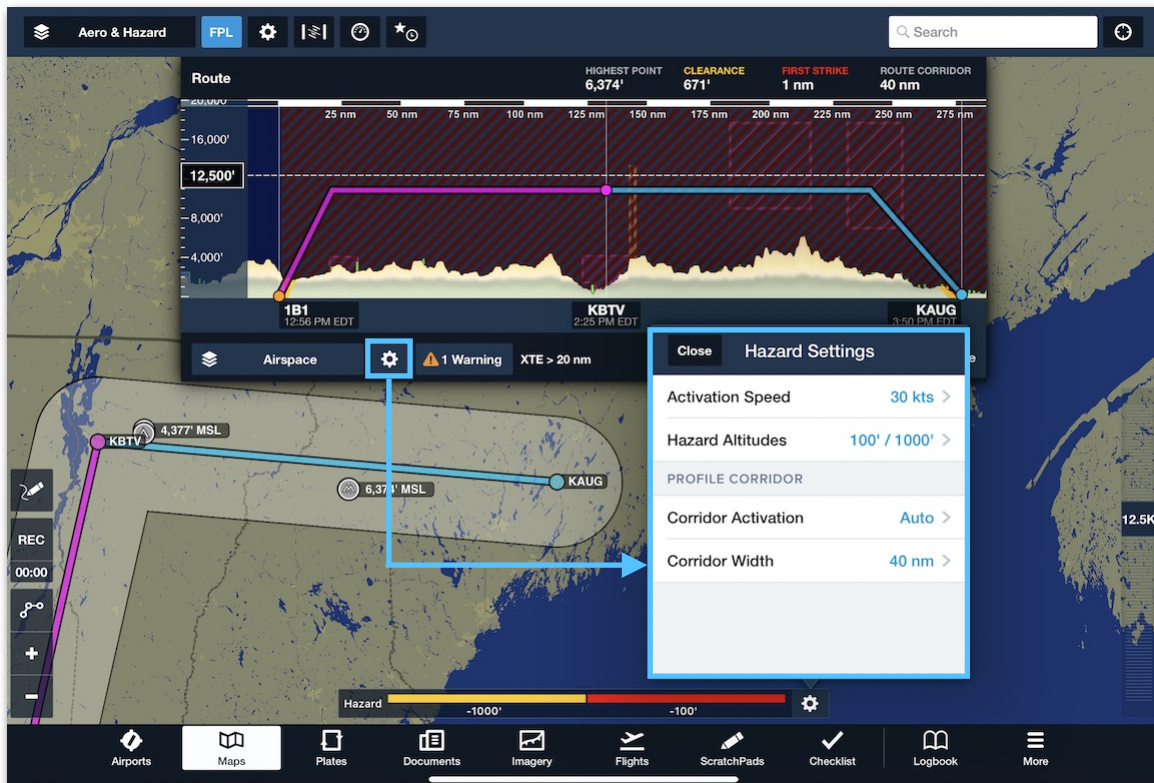 Aero & Hazard
FPL
Search
Route
HIGHEST POINT
6,374'
CLEARANCE
671'
FIRST STRIKE
1 nm
ROUTE CORRIDOR
40 nm
20,000'
25 nm 50 nm 75 nm 100 nm 125 nm 150 nm 175 nm 200 nm 225 nm 250 nm 275 nm
16,000'
12,500'
8,000'
4,000'
1B1
12:56 PM EDT
KBTV
2:25 PM EDT
KAUG
3:50 PM EDT
Airspace
1 Warning
XTE > 20 nm
Close
Hazard Settings
Activation Speed 30 kts
Hazard Altitudes 100' / 1000'
PROFILE CORRIDOR
Corridor Activation Auto
Corridor Width 40 nm
KBTV
4,377' MSL
6,374' MSL
KAUG
12.5K
REC
00:00
Hazard
-1000'
-100'
Airports Maps Plates Documents Imagery Flights ScratchPads Checklist Logbook More